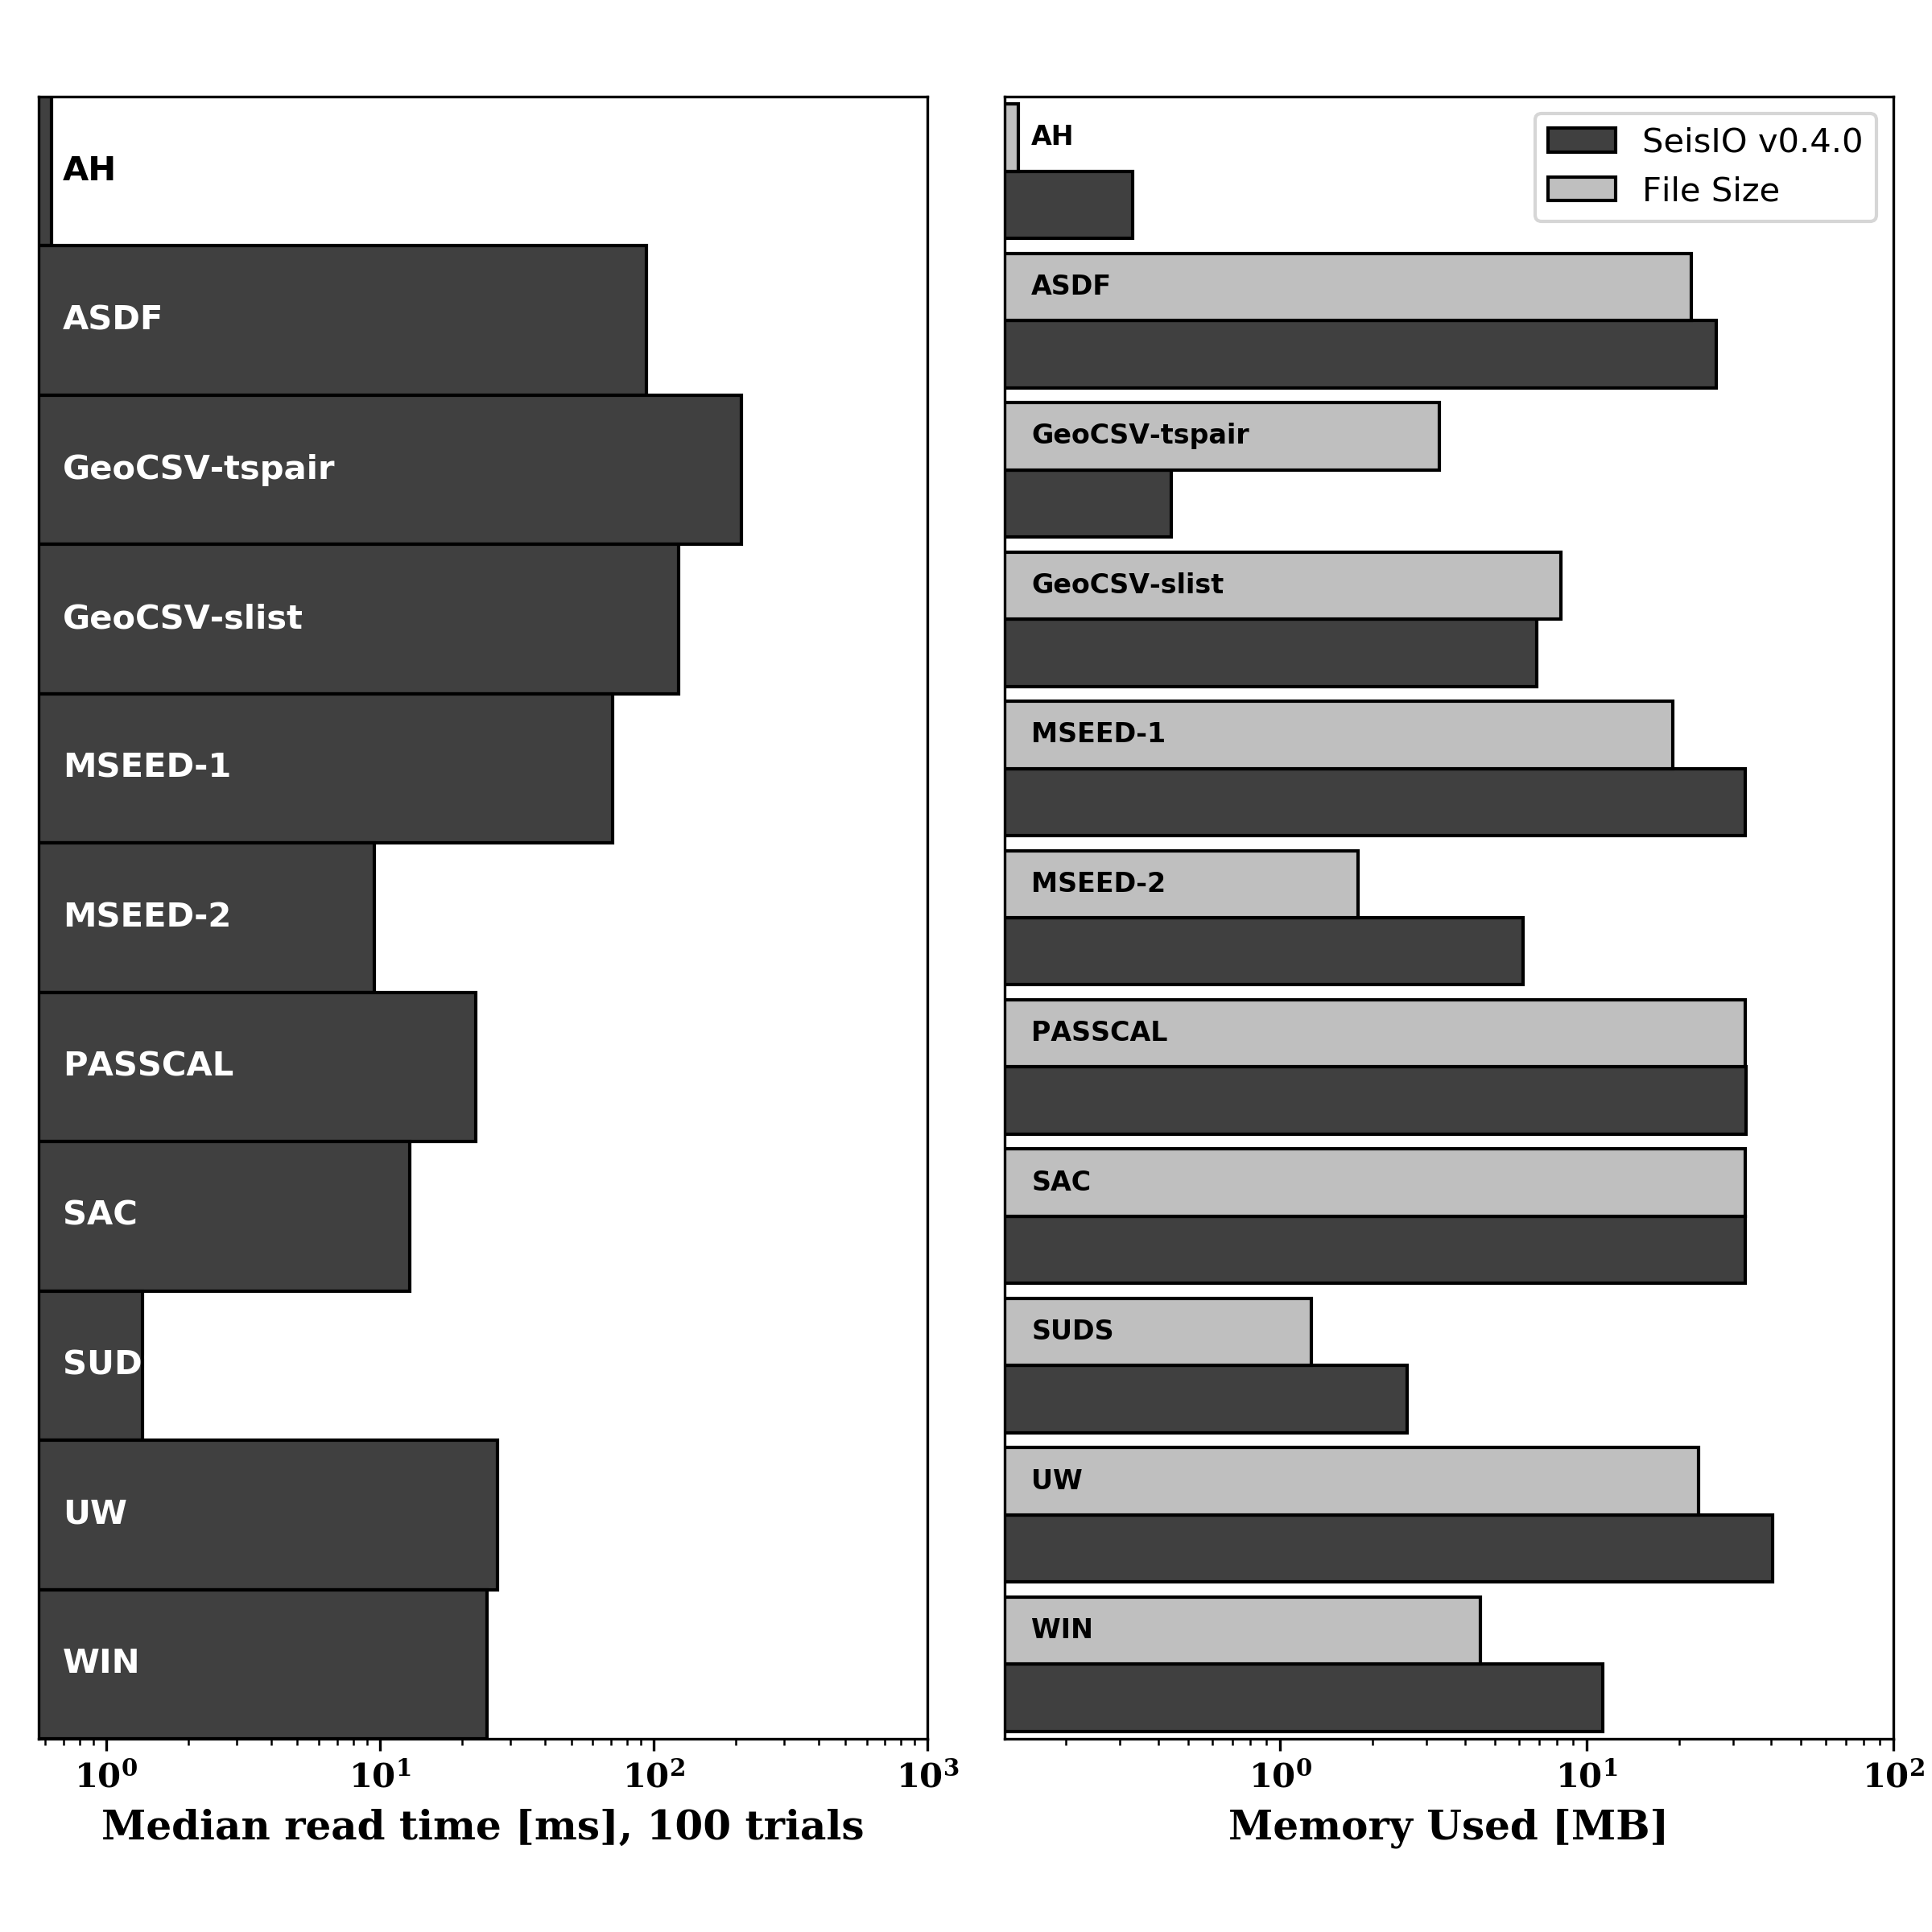 AH
ASDF
GeoCSV-tspair
GeoCSV-slist
MSEED-1
MSEED-2
PASSCAL
SAC
SUD
UW
WIN
10⁰ 10¹ 10² 10³
Median read time [ms], 100 trials
SeisIO v0.4.0
File Size
AH
ASDF
GeoCSV-tspair
GeoCSV-slist
MSEED-1
MSEED-2
PASSCAL
SAC
SUDS
UW
WIN
10⁰ 10¹ 10²
Memory Used [MB]